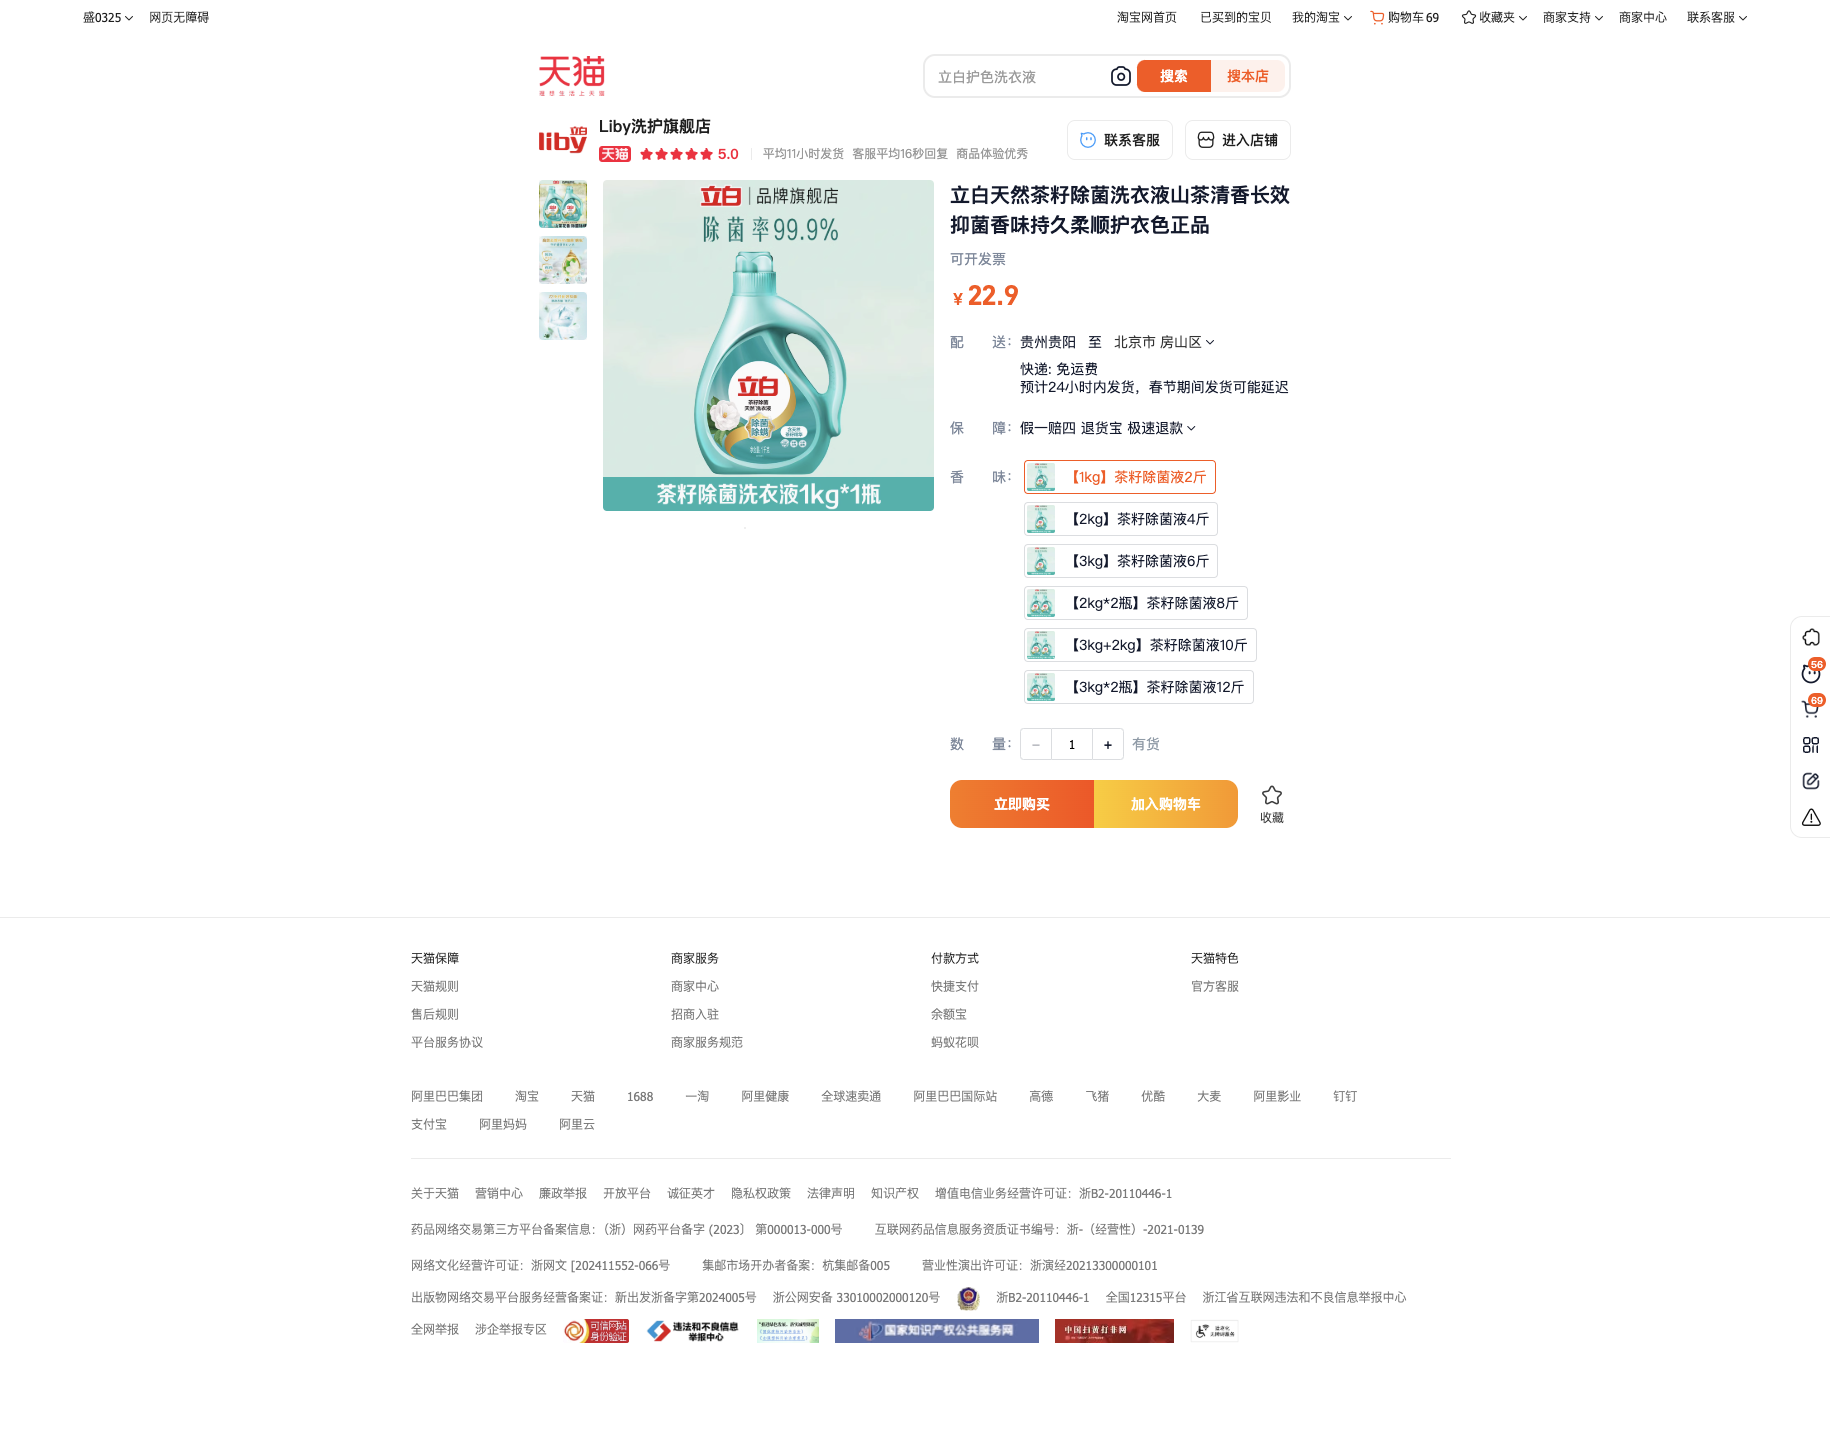 盛0325 网页无障碍 淘宝网首页 已买到的宝贝 我的淘宝 购物车 69 收藏夹 商家支持 商家中心 联系客服
天猫
理想生活上天猫
立白护色洗衣液 搜索 搜本店
立白
liby
Liby洗护旗舰店
天猫 5.0 平均11小时发货 客服平均16秒回复 商品体验优秀
联系客服 进入店铺
立白 品牌旗舰店
除菌率99.9%
立白
茶籽除菌
天然洗衣液
除菌
除螨
茶籽除菌洗衣液1kg*1瓶
立白天然茶籽除菌洗衣液山茶清香长效
抑菌香味持久柔顺护衣色正品
可开发票
¥ 22.9
配 送： 贵州贵阳 至 北京市 房山区
快递: 免运费
预计24小时内发货，春节期间发货可能延迟
保 障： 假一赔四 退货宝 极速退款
香 味： 【1kg】茶籽除菌液2斤
【2kg】茶籽除菌液4斤
【3kg】茶籽除菌液6斤
【2kg*2瓶】茶籽除菌液8斤
【3kg+2kg】茶籽除菌液10斤
【3kg*2瓶】茶籽除菌液12斤
数 量： − 1 + 有货
立即购买 加入购物车 收藏
56
69
天猫保障 商家服务 付款方式 天猫特色
天猫规则 商家中心 快捷支付 官方客服
售后规则 招商入驻 余额宝
平台服务协议 商家服务规范 蚂蚁花呗
阿里巴巴集团 淘宝 天猫 1688 一淘 阿里健康 全球速卖通 阿里巴巴国际站 高德 飞猪 优酷 大麦 阿里影业 钉钉
支付宝 阿里妈妈 阿里云
关于天猫 营销中心 廉政举报 开放平台 诚征英才 隐私权政策 法律声明 知识产权 增值电信业务经营许可证：浙B2-20110446-1
药品网络交易第三方平台备案信息：（浙）网药平台备字 (2023〕 第000013-000号 互联网药品信息服务资质证书编号：浙-（经营性）-2021-0139
网络文化经营许可证：浙网文 [202411552-066号 集邮市场开办者备案：杭集邮备005 营业性演出许可证：浙演经20213300000101
出版物网络交易平台服务经营备案证：新出发浙备字第2024005号 浙公网安备 33010002000120号 浙B2-20110446-1 全国12315平台 浙江省互联网违法和不良信息举报中心
全网举报 涉企举报专区 可信网站 身份验证 违法和不良信息 举报中心 国家知识产权公共服务网 中国扫黄打非网